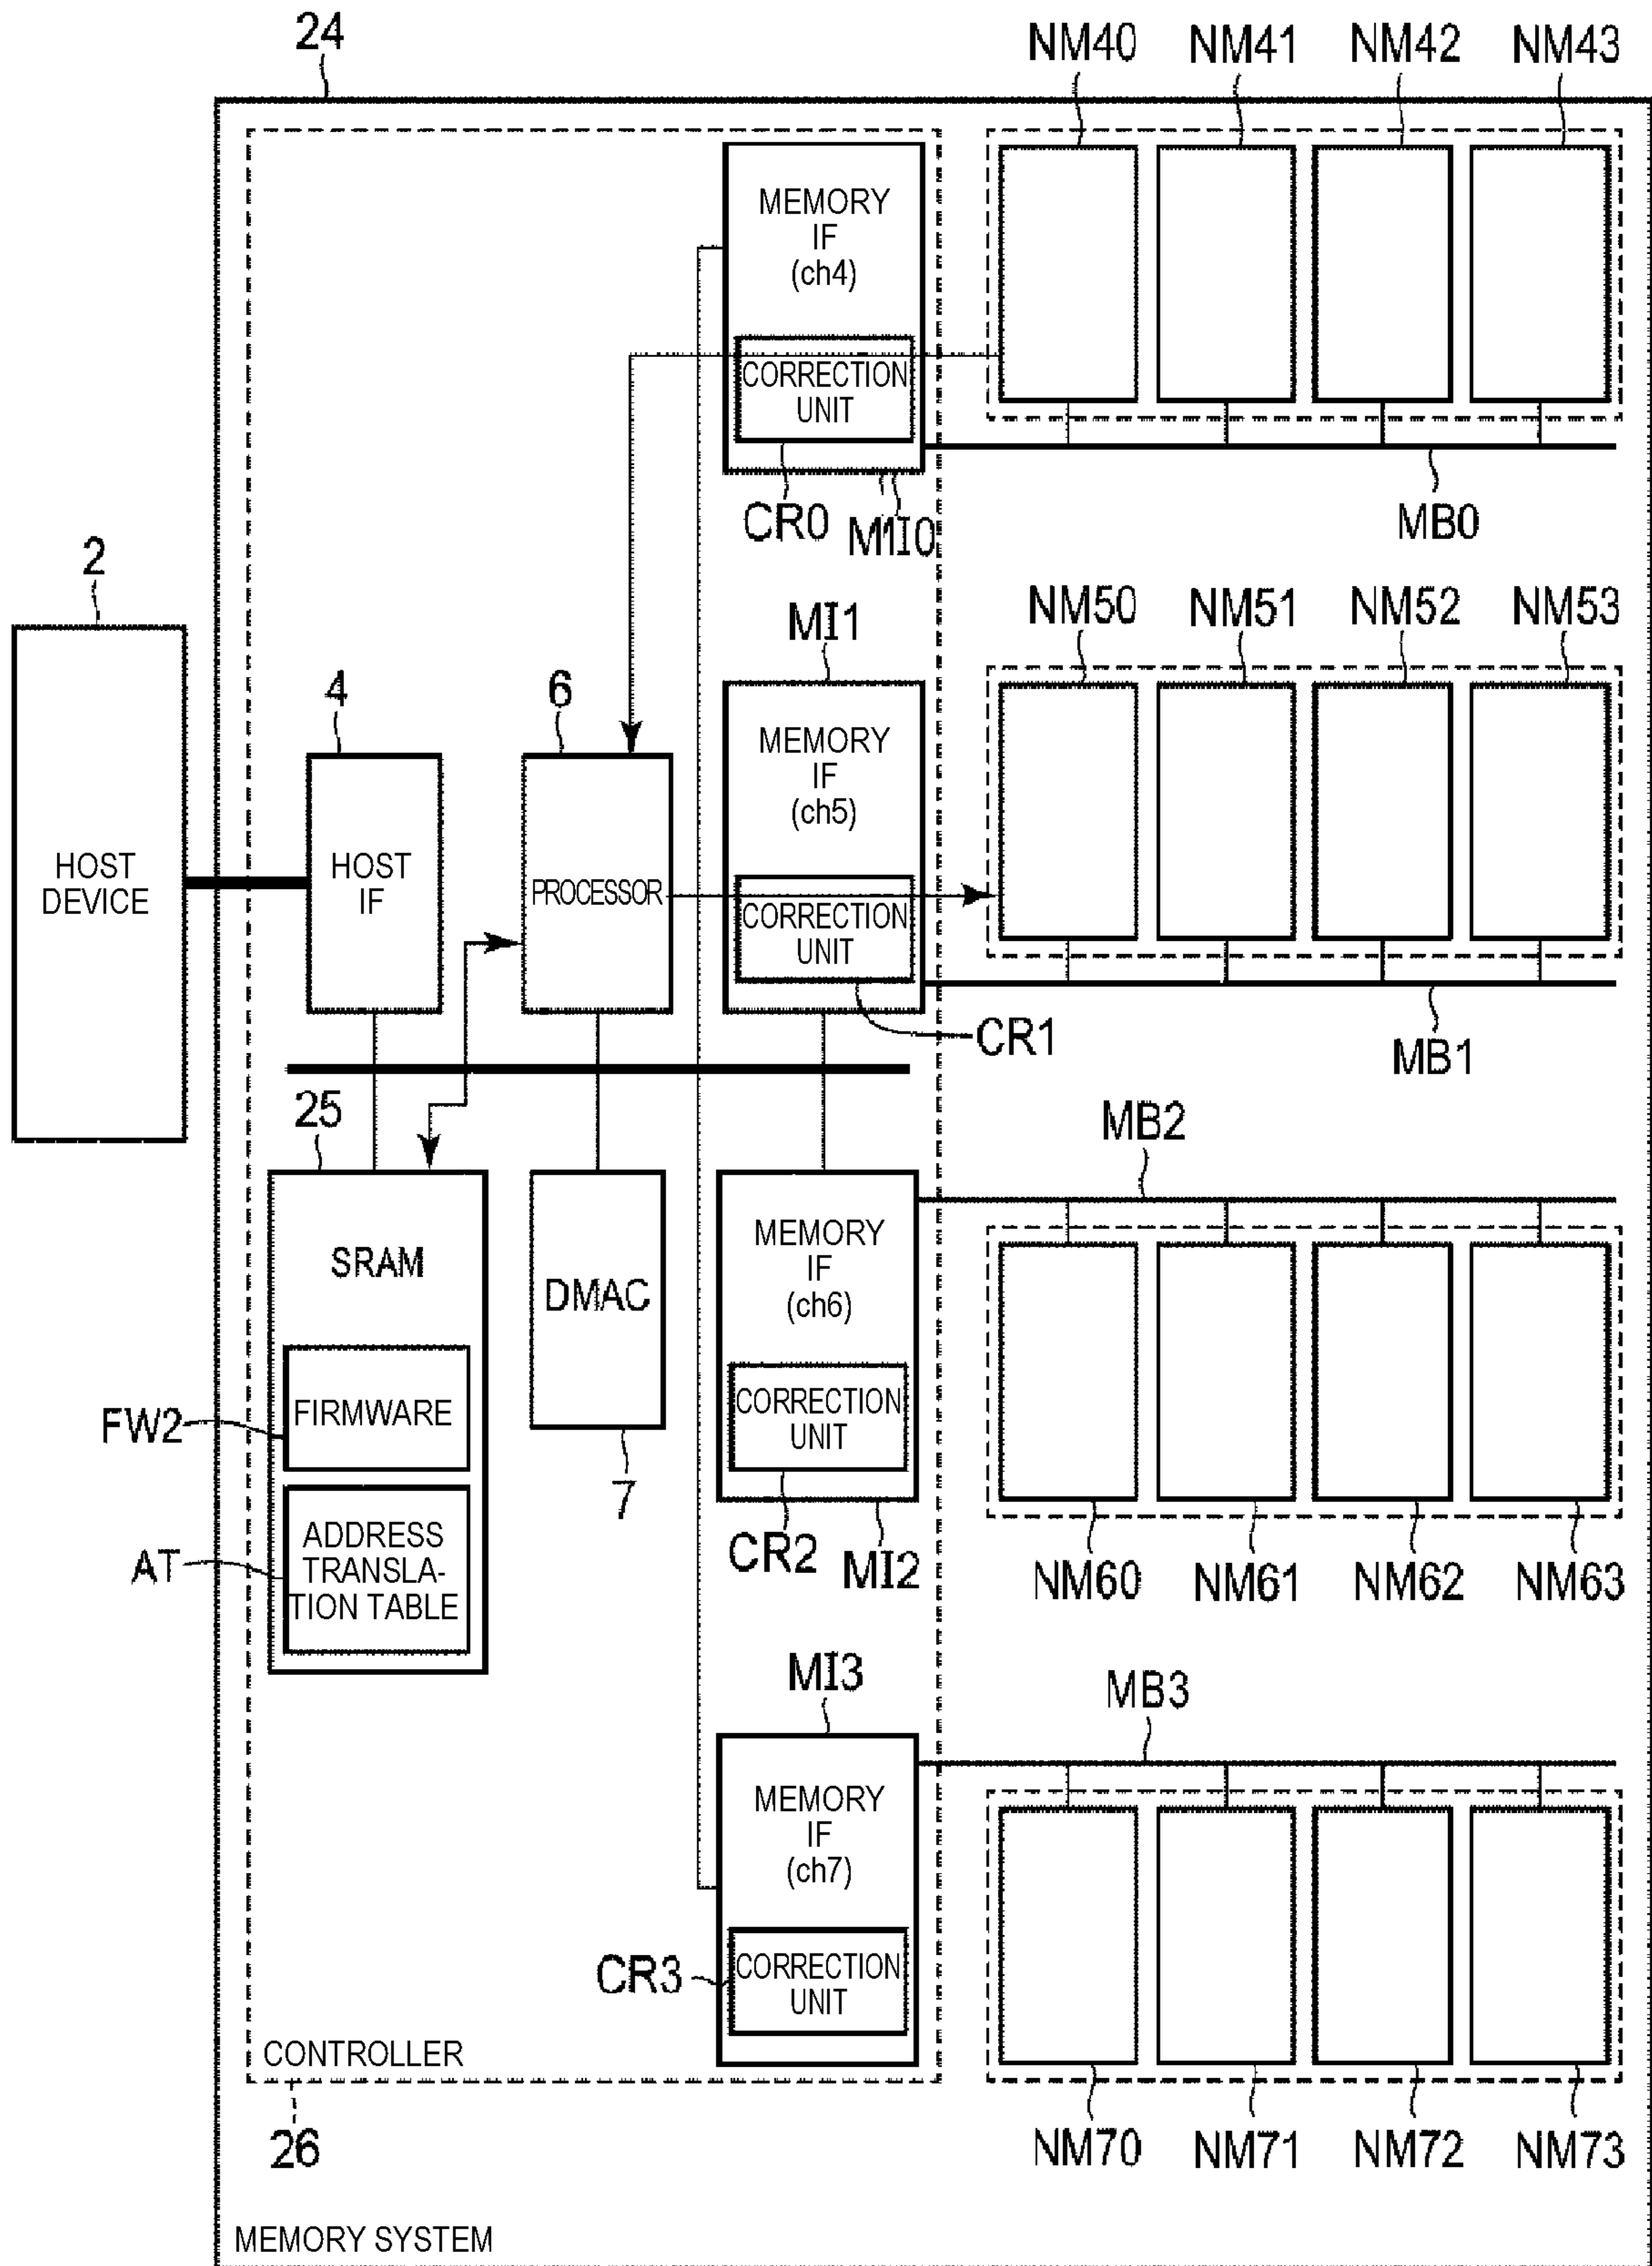 24
NM40 NM41 NM42 NM43
MEMORY
IF
(ch4)
CORRECTION
UNIT
CR0 MMI0
MB0
2
HOST
DEVICE
MI1
NM50 NM51 NM52 NM53
4
6
MEMORY
IF
(ch5)
HOST
IF
PROCESSOR
CORRECTION
UNIT
CR1
MB1
25
MB2
SRAM
DMAC
MEMORY
IF
(ch6)
FW2
FIRMWARE
CORRECTION
UNIT
7
AT
ADDRESS
TRANSLA-
TION TABLE
CR2 MI2
NM60 NM61 NM62 NM63
MI3
MB3
MEMORY
IF
(ch7)
CR3
CORRECTION
UNIT
CONTROLLER
26
NM70 NM71 NM72 NM73
MEMORY SYSTEM